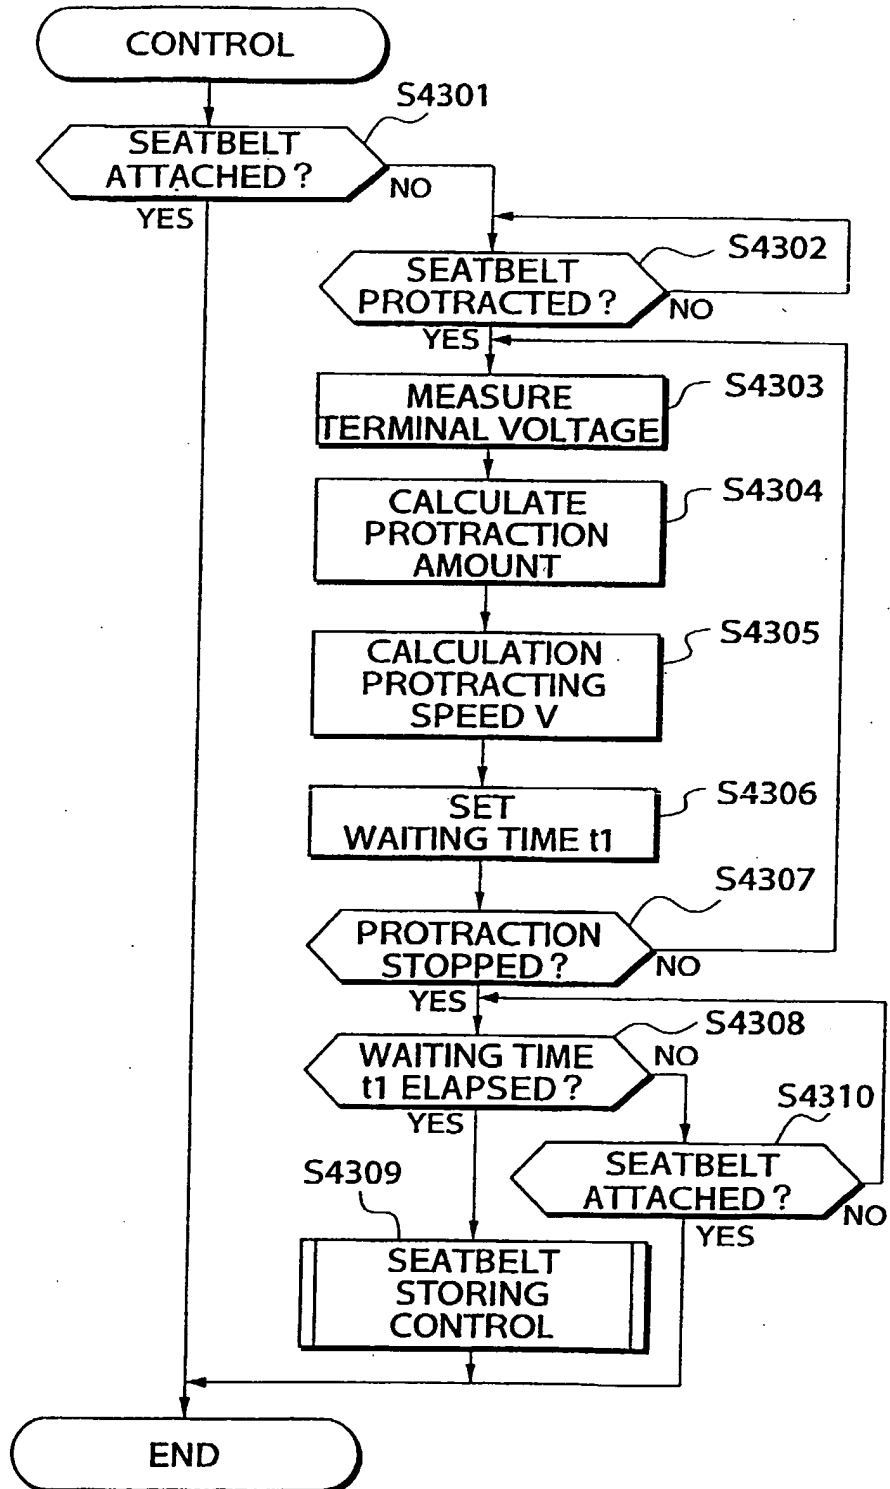 CONTROL
S4301
SEATBELT
ATTACHED?
NO
YES
S4302
SEATBELT
PROTRACTED?
NO
YES
S4303
MEASURE
TERMINAL VOLTAGE
S4304
CALCULATE
PROTRACTION
AMOUNT
S4305
CALCULATION
PROTRACTING
SPEED V
S4306
SET
WAITING TIME t1
S4307
PROTRACTION
STOPPED?
NO
YES
S4308
WAITING TIME
t1 ELAPSED?
NO
YES
S4310
SEATBELT
ATTACHED?
NO
YES
S4309
SEATBELT
STORING
CONTROL
END